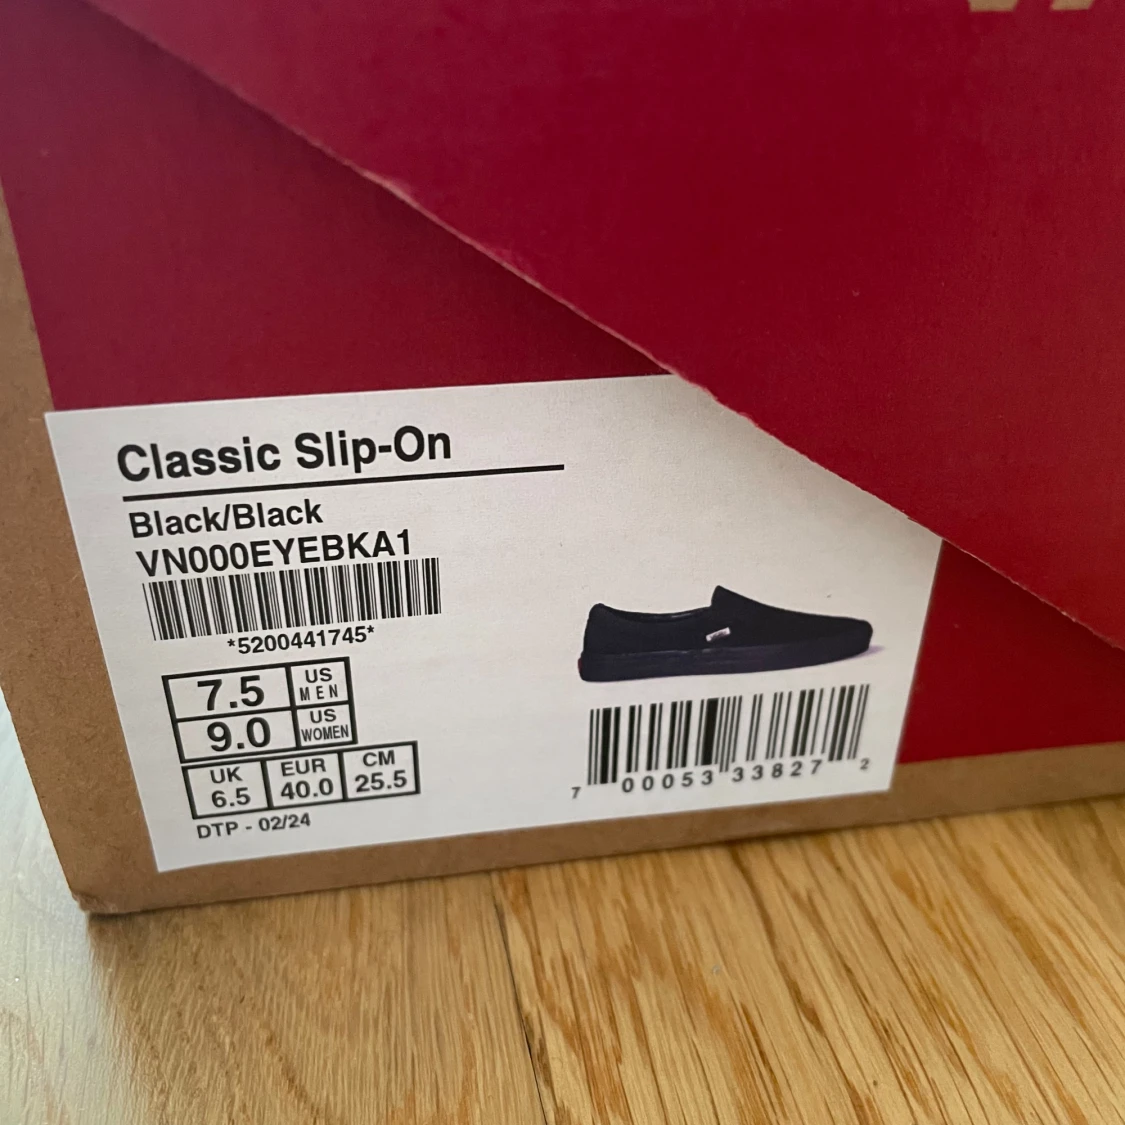 Classic Slip-On
Black/Black
VN000EYEBKA1
*5200441745*
7.5 US MEN
9.0 US WOMEN
UK EUR CM
6.5 40.0 25.5
DTP - 02/24
7 00053 33827 2